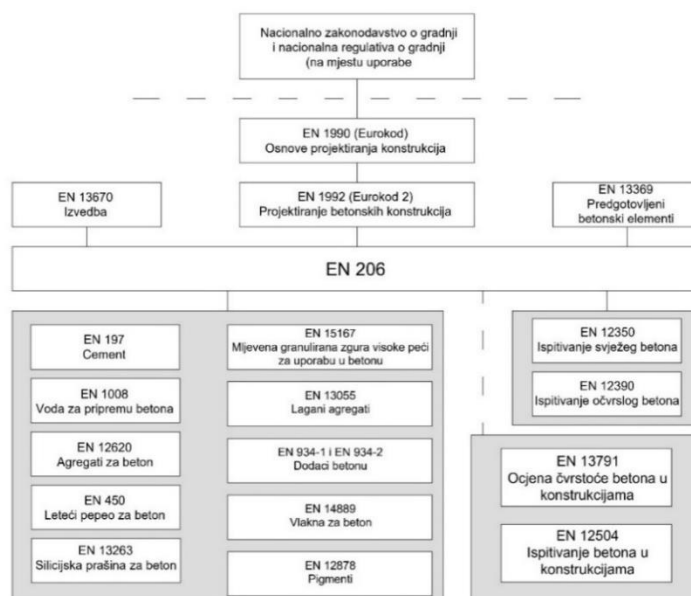 Nacionalno zakonodavstvo o gradnji
i nacionalna regulativa o gradnji
(na mjestu uporabe
EN 1990 (Eurokod)
Osnove projektiranja konstrukcija
EN 13670
Izvedba
EN 1992 (Eurokod 2)
Projektiranje betonskih konstrukcija
EN 13369
Predgotovljeni
betonski elementi
EN 206
EN 197
Cement
EN 1008
Voda za pripremu betona
EN 12620
Agregati za beton
EN 450
Leteći pepeo za beton
EN 13263
Silicijska prašina za beton
EN 15167
Mljevena granulirana zgura visoke peći
za uporabu u betonu
EN 13055
Lagani agregati
EN 934-1 i EN 934-2
Dodaci betonu
EN 14889
Vlakna za beton
EN 12878
Pigmenti
EN 12350
Ispitivanje svježeg betona
EN 12390
Ispitivanje očvrslog betona
EN 13791
Ocjena čvrstoće betona u
konstrukcijama
EN 12504
Ispitivanje betona u
konstrukcijama